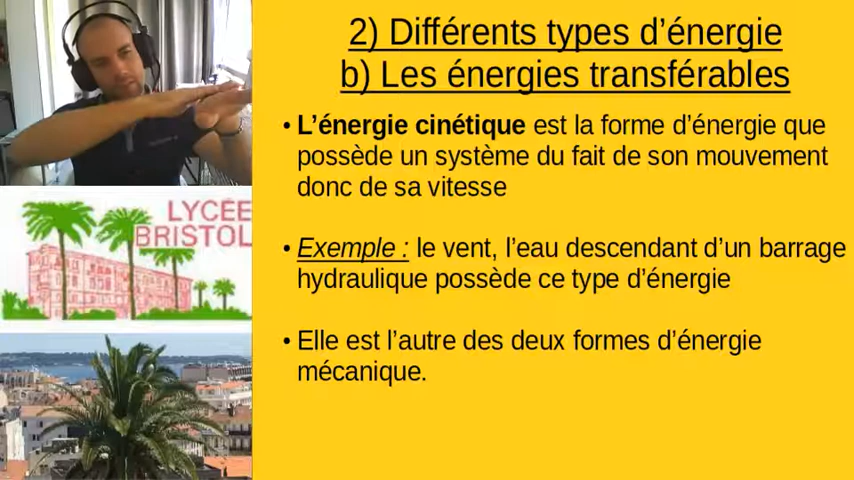 2) Différents types d’énergie
b) Les énergies transférables
• L’énergie cinétique est la forme d’énergie que
possède un système du fait de son mouvement
donc de sa vitesse
• Exemple : le vent, l’eau descendant d’un barrage
hydraulique possède ce type d’énergie
• Elle est l’autre des deux formes d’énergie
mécanique.
LYCÉE
BRISTOL